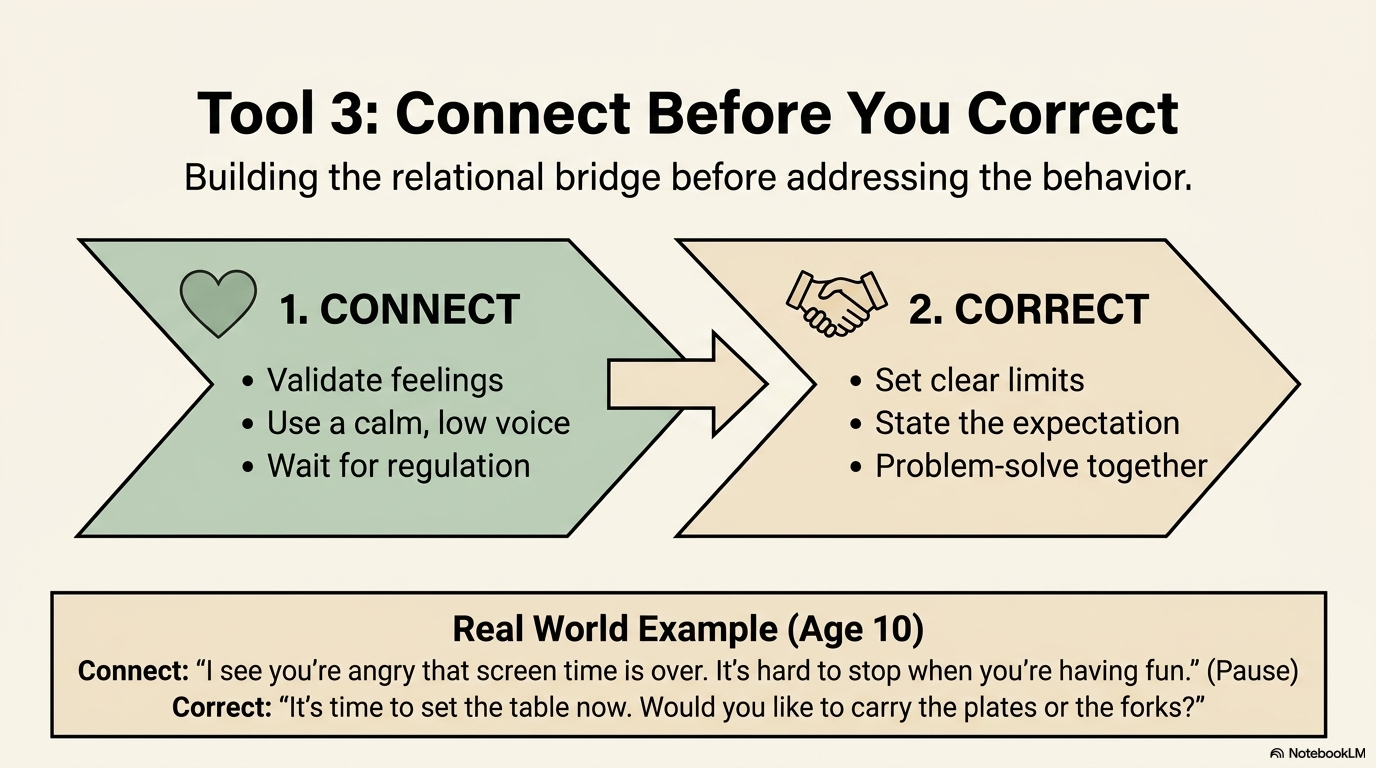 Tool 3: Connect Before You Correct
Building the relational bridge before addressing the behavior.
1. CONNECT
• Validate feelings
• Use a calm, low voice
• Wait for regulation
2. CORRECT
• Set clear limits
• State the expectation
• Problem-solve together
Real World Example (Age 10)
Connect: “I see you’re angry that screen time is over. It’s hard to stop when you’re having fun.” (Pause)
Correct: “It’s time to set the table now. Would you like to carry the plates or the forks?”
NotebookLM